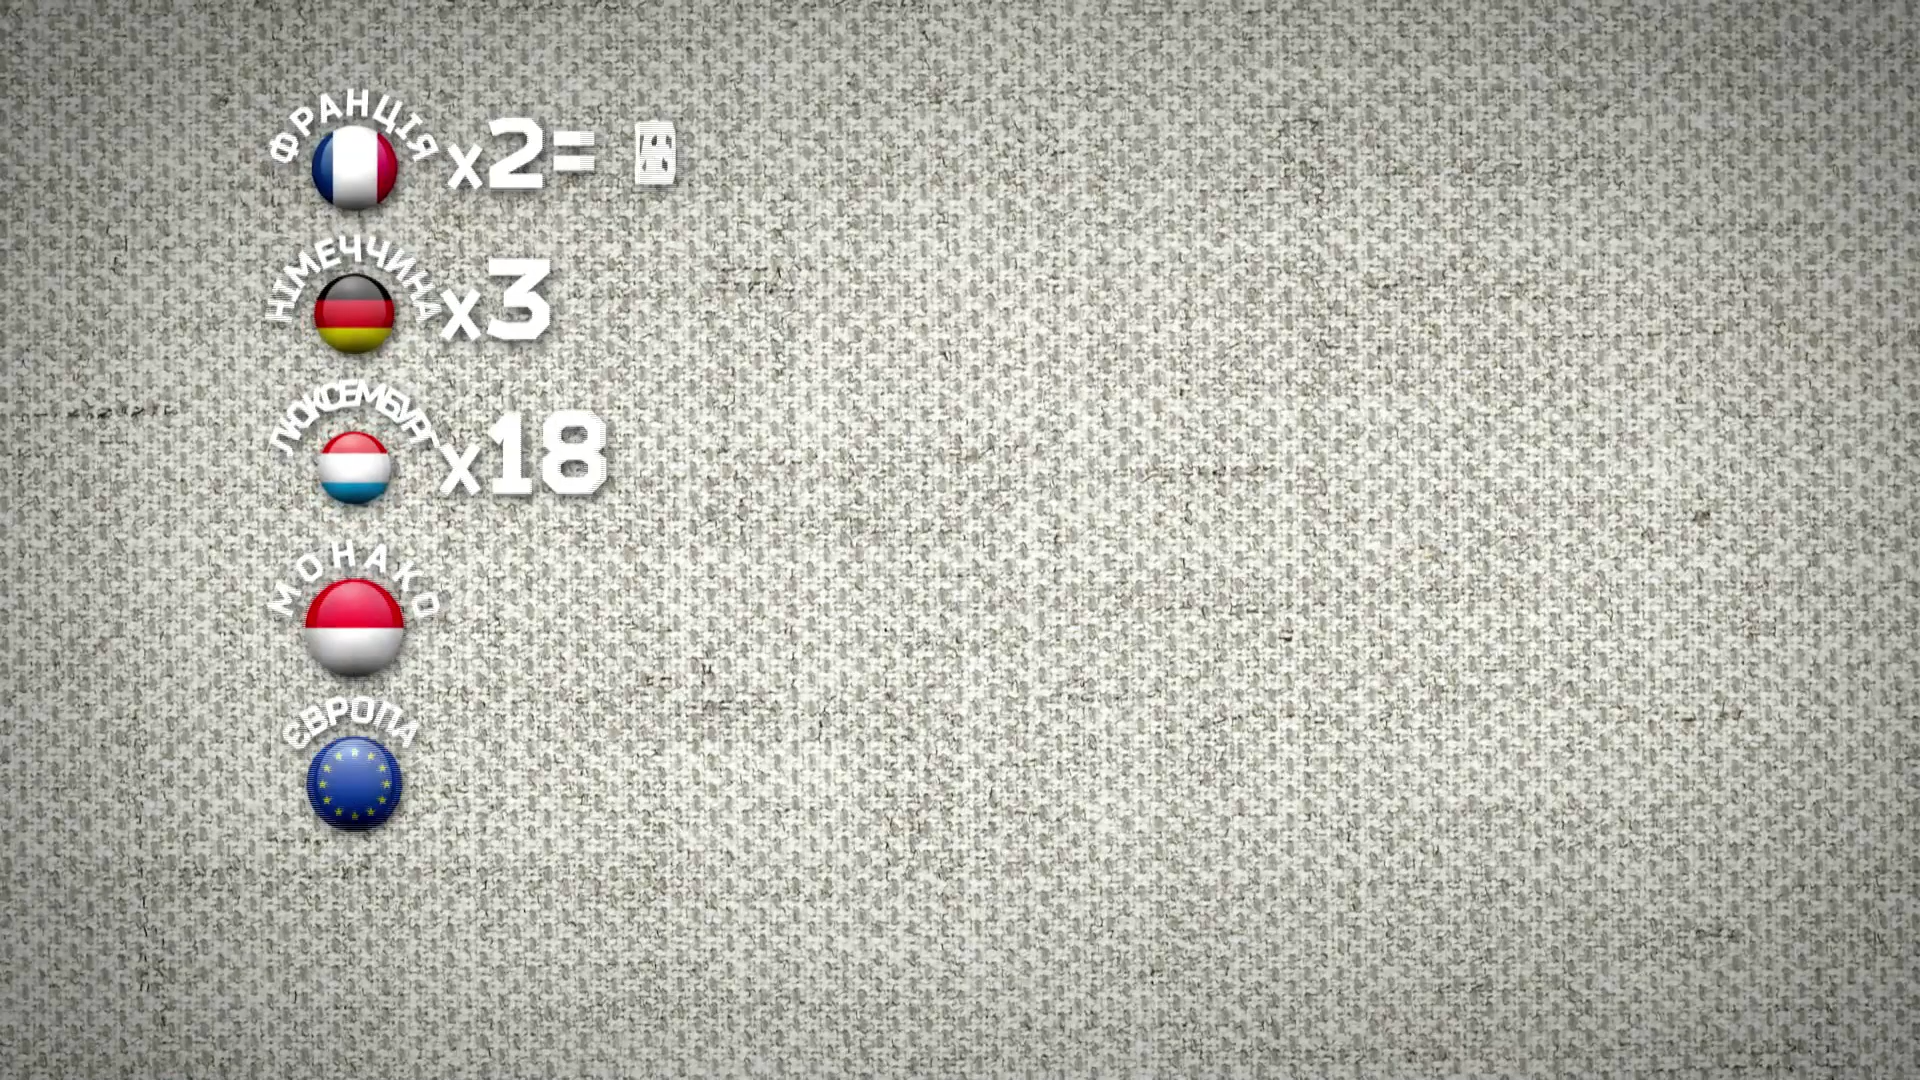 ФРАНЦІЯ
x2=
НІМЕЧЧИНА
x3
ЛЮКСЕМБУРГ
x18
МОНАКО
ЄВРОПА